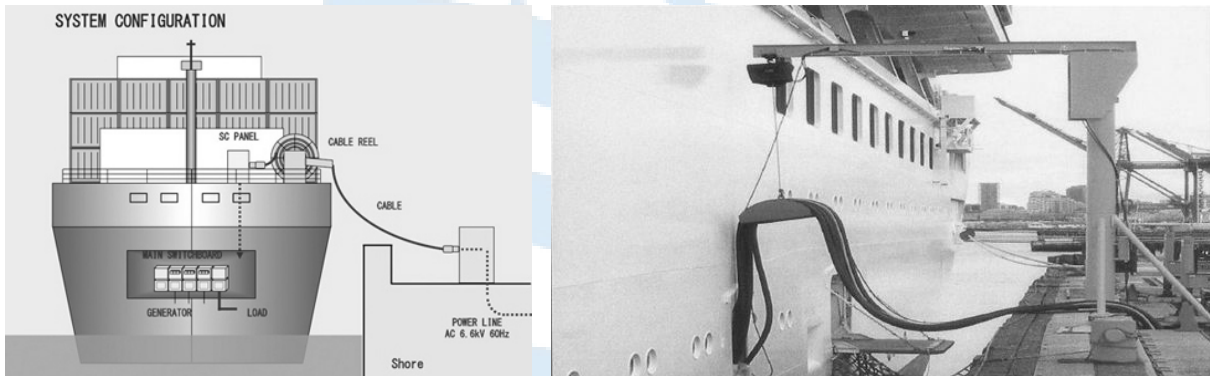 SYSTEM CONFIGURATION
SC PANEL
CABLE REEL
CABLE
MAIN SWITCHBOARD
GENERATOR
LOAD
POWER LINE
AC 6.6kV 60Hz
Shore